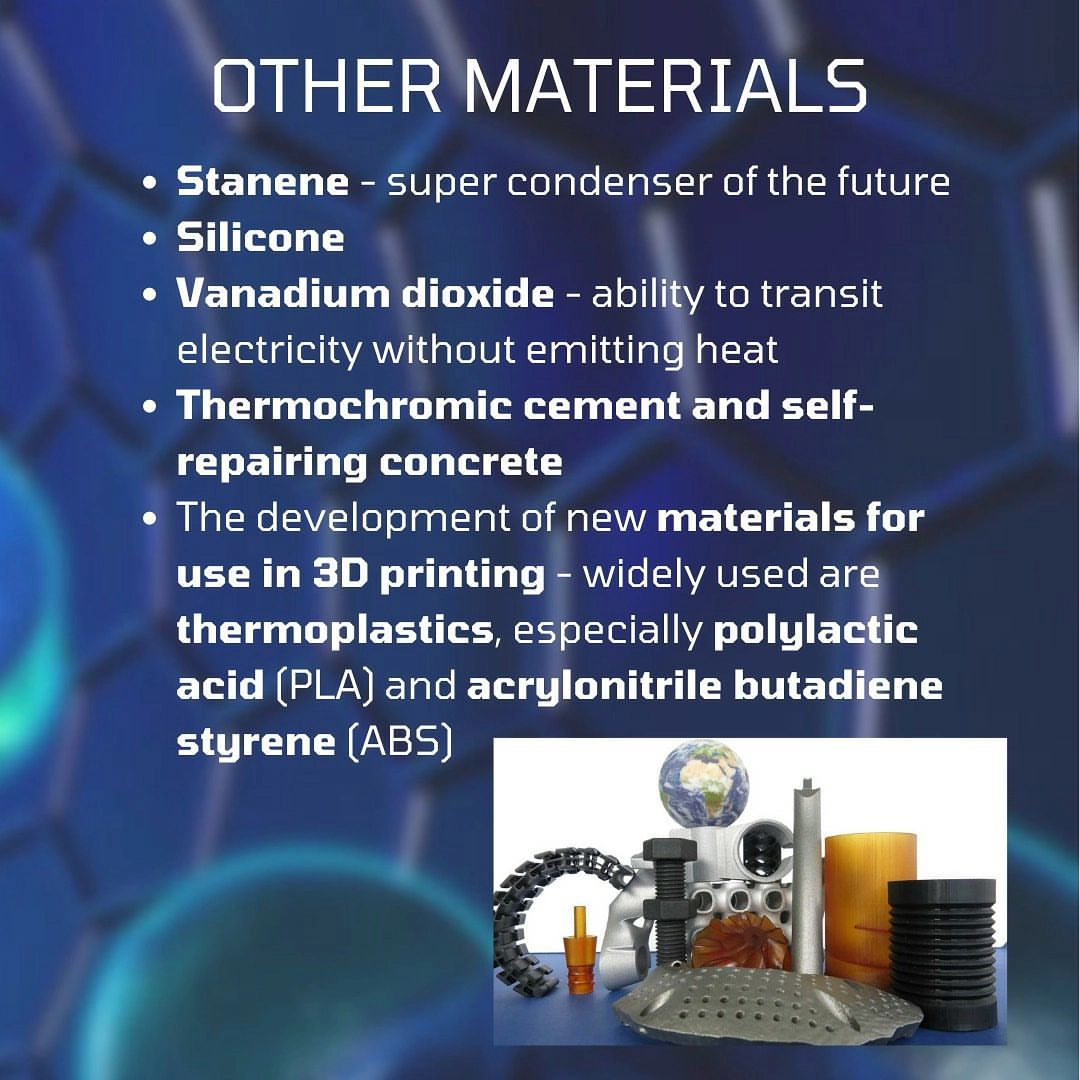 OTHER MATERIALS
• Stanene - super condenser of the future
• Silicone
• Vanadium dioxide - ability to transit
electricity without emitting heat
• Thermochromic cement and self-
repairing concrete
• The development of new materials for
use in 3D printing - widely used are
thermoplastics, especially polylactic
acid (PLA) and acrylonitrile butadiene
styrene (ABS)